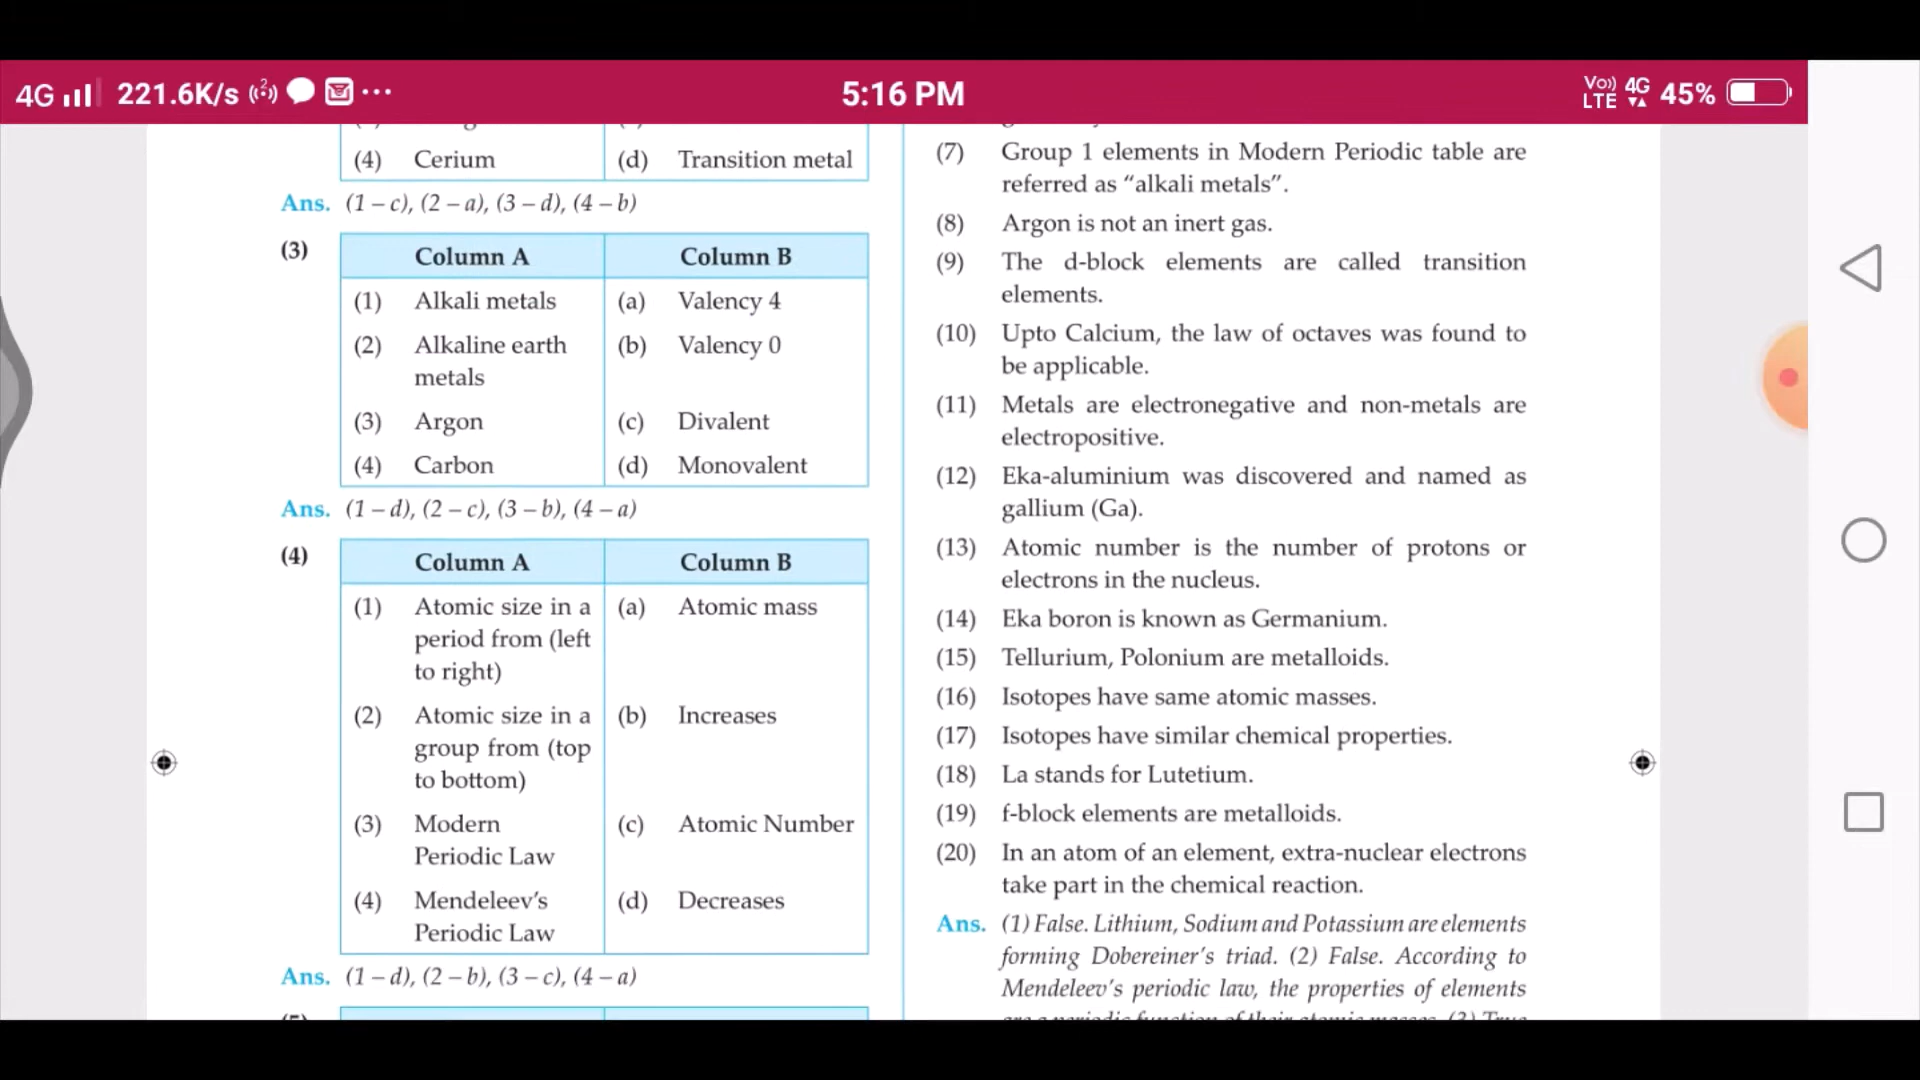 4G 221.6K/s 5:16 PM Vo)) LTE 4G 45%
(4) Cerium (d) Transition metal
Ans. (1 – c), (2 – a), (3 – d), (4 – b)
(3) Column A Column B
(1) Alkali metals (a) Valency 4
(2) Alkaline earth (b) Valency 0
metals
(3) Argon (c) Divalent
(4) Carbon (d) Monovalent
Ans. (1 – d), (2 – c), (3 – b), (4 – a)
(4) Column A Column B
(1) Atomic size in a (a) Atomic mass
period from (left
to right)
(2) Atomic size in a (b) Increases
group from (top
to bottom)
(3) Modern (c) Atomic Number
Periodic Law
(4) Mendeleev's (d) Decreases
Periodic Law
Ans. (1 – d), (2 – b), (3 – c), (4 – a)
(7) Group 1 elements in Modern Periodic table are
referred as “alkali metals”.
(8) Argon is not an inert gas.
(9) The d-block elements are called transition
elements.
(10) Upto Calcium, the law of octaves was found to
be applicable.
(11) Metals are electronegative and non-metals are
electropositive.
(12) Eka-aluminium was discovered and named as
gallium (Ga).
(13) Atomic number is the number of protons or
electrons in the nucleus.
(14) Eka boron is known as Germanium.
(15) Tellurium, Polonium are metalloids.
(16) Isotopes have same atomic masses.
(17) Isotopes have similar chemical properties.
(18) La stands for Lutetium.
(19) f-block elements are metalloids.
(20) In an atom of an element, extra-nuclear electrons
take part in the chemical reaction.
Ans. (1) False. Lithium, Sodium and Potassium are elements
forming Dobereiner's triad. (2) False. According to
Mendeleev's periodic law, the properties of elements
are a periodic function of their atomic masses. (3) True